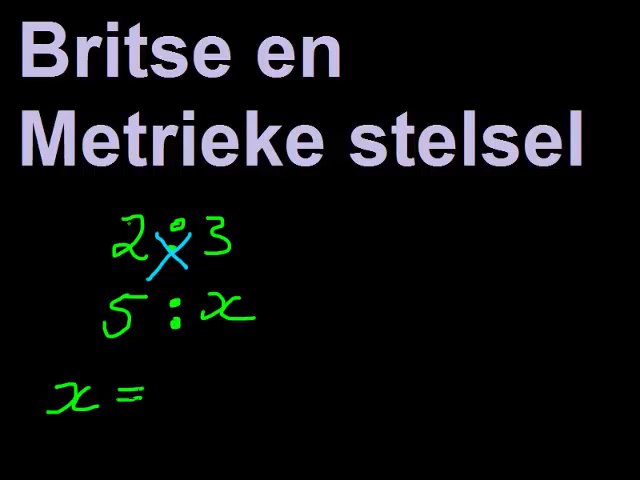 Britse en
Metrieke stelsel
2 : 3
5 : x
x =